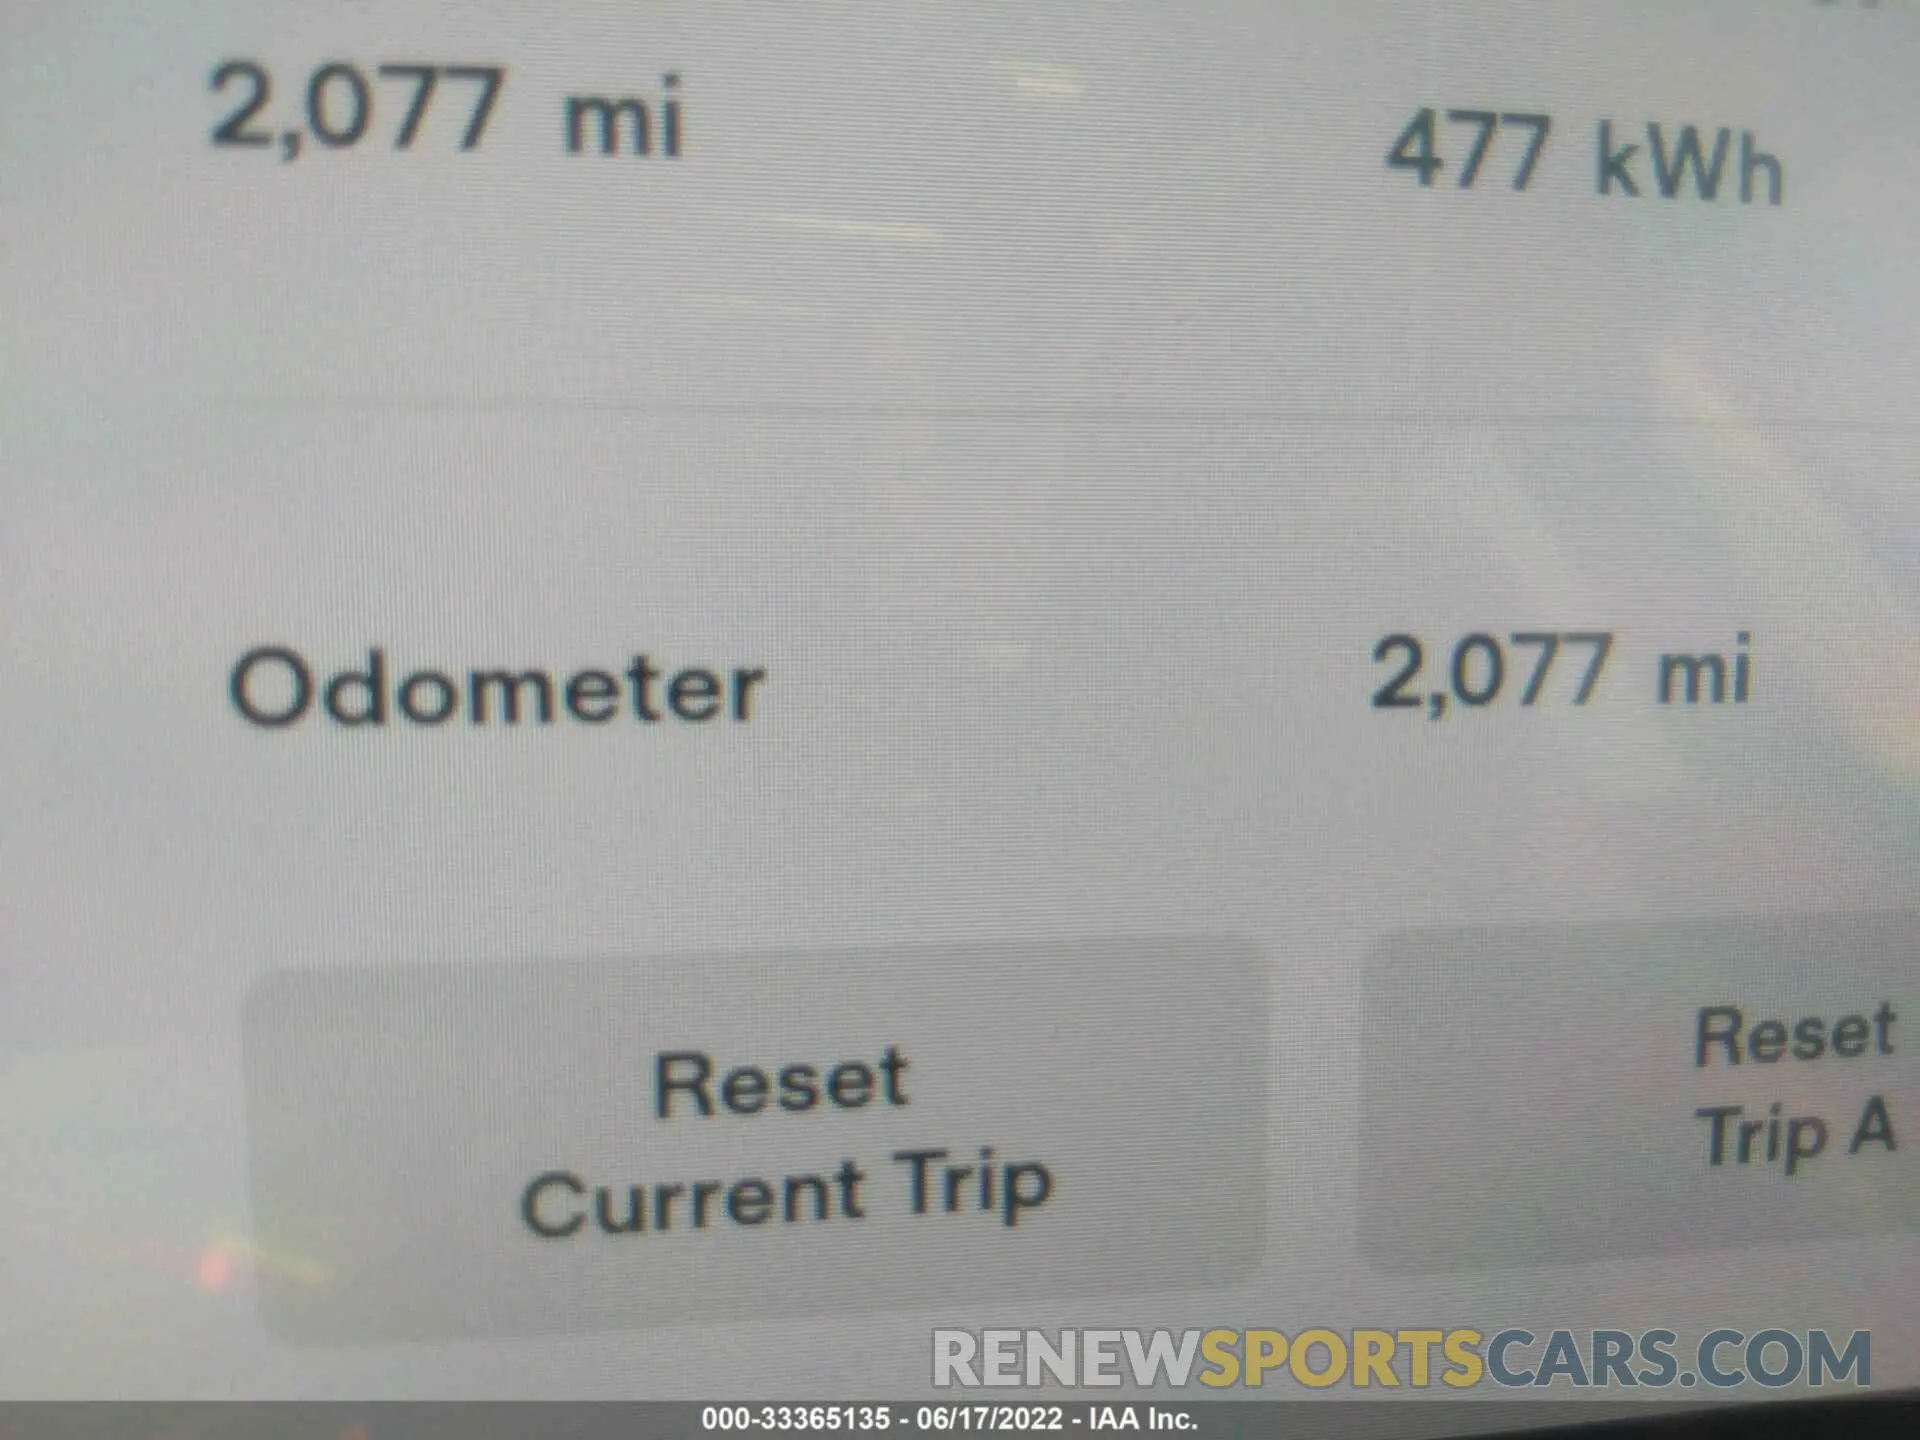 2,077 mi 477 kWh
Odometer 2,077 mi
Reset
Current Trip
Reset
Trip A
RENEWSPORTSCARS.COM
000-33365135 - 06/17/2022 - IAA Inc.